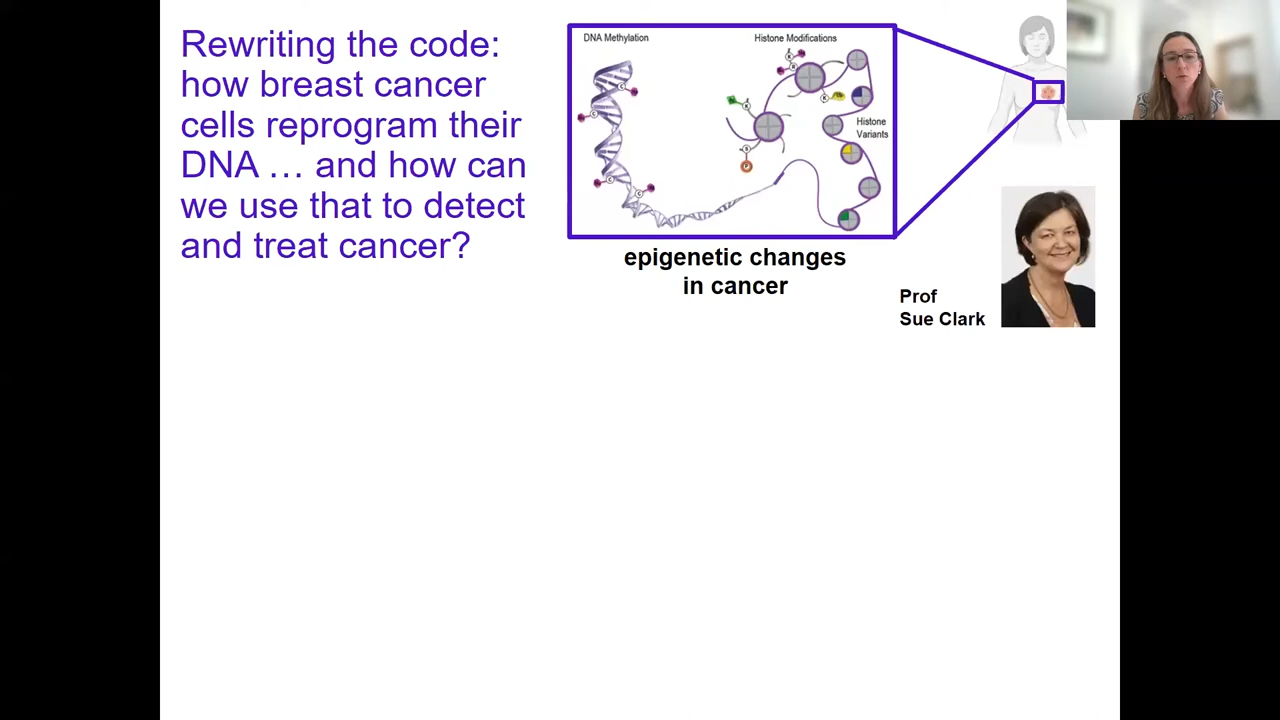 Rewriting the code:
how breast cancer
cells reprogram their
DNA … and how can
we use that to detect
and treat cancer?
DNA Methylation
Histone Modifications
Histone
Variants
epigenetic changes
in cancer
Prof
Sue Clark